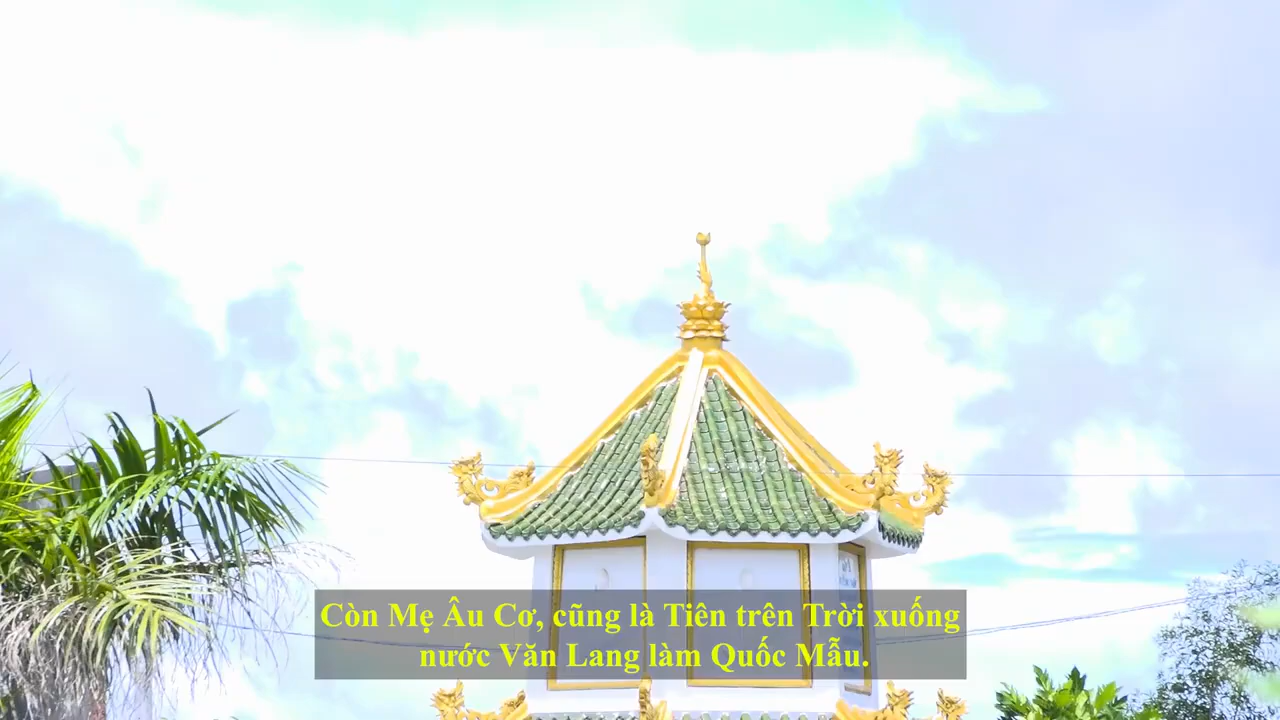 Còn Mẹ Âu Cơ, cũng là Tiên trên Trời xuống
nước Văn Lang làm Quốc Mẫu.